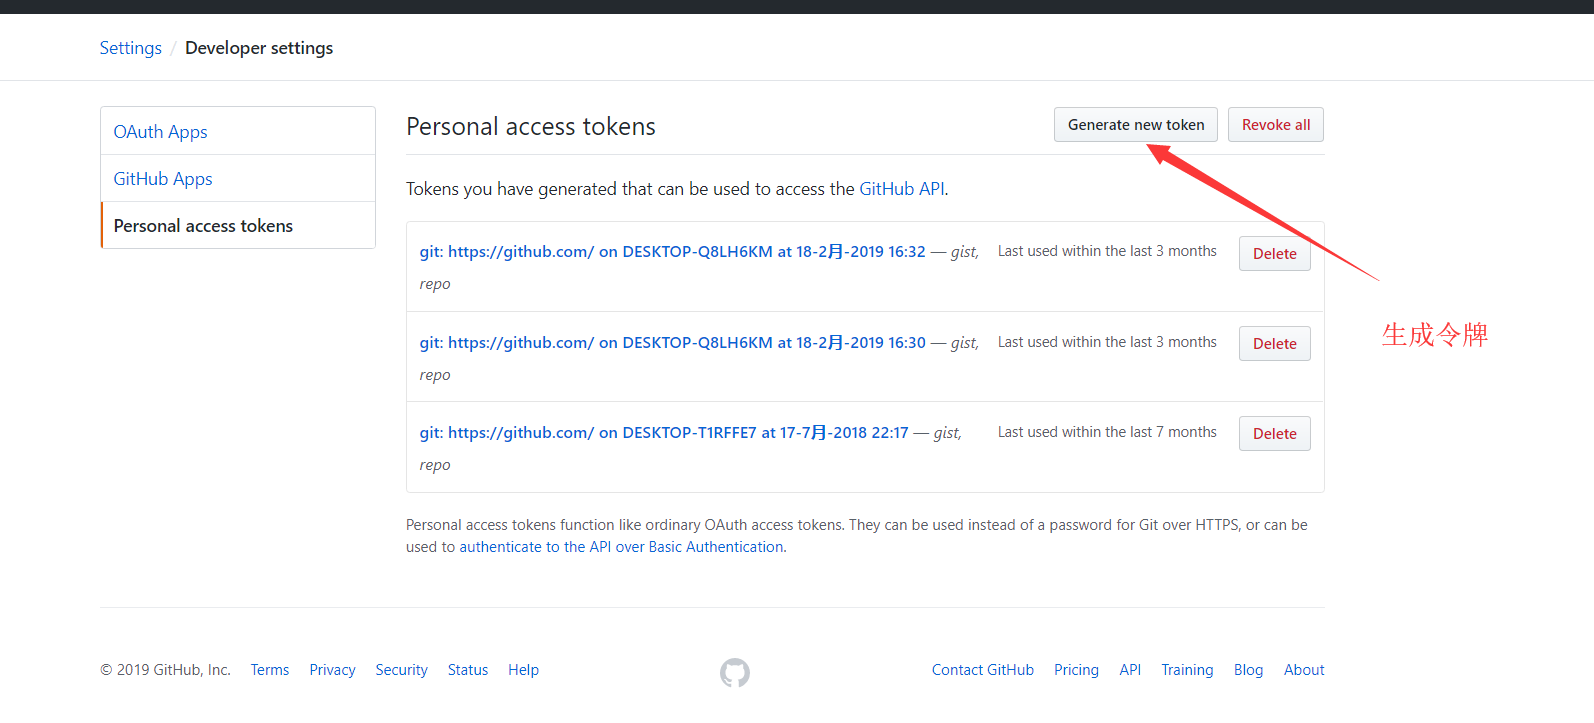 Settings / Developer settings
OAuth Apps
GitHub Apps
Personal access tokens
Personal access tokens
Generate new token
Revoke all
Tokens you have generated that can be used to access the GitHub API.
git: https://github.com/ on DESKTOP-Q8LH6KM at 18-2月-2019 16:32 — gist, Last used within the last 3 months Delete
repo
git: https://github.com/ on DESKTOP-Q8LH6KM at 18-2月-2019 16:30 — gist, Last used within the last 3 months Delete
repo
git: https://github.com/ on DESKTOP-T1RFFE7 at 17-7月-2018 22:17 — gist, Last used within the last 7 months Delete
repo
生成令牌
Personal access tokens function like ordinary OAuth access tokens. They can be used instead of a password for Git over HTTPS, or can be
used to authenticate to the API over Basic Authentication.
© 2019 GitHub, Inc. Terms Privacy Security Status Help Contact GitHub Pricing API Training Blog About